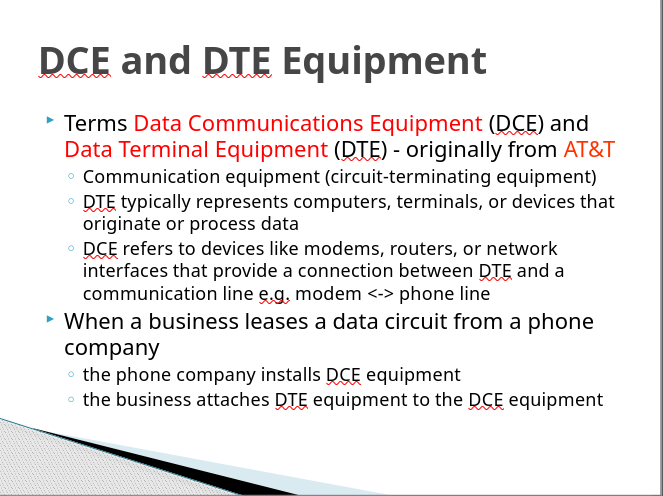 DCE and DTE Equipment
Terms Data Communications Equipment (DCE) and
Data Terminal Equipment (DTE) - originally from AT&T
Communication equipment (circuit-terminating equipment)
DTE typically represents computers, terminals, or devices that
originate or process data
DCE refers to devices like modems, routers, or network
interfaces that provide a connection between DTE and a
communication line e.g. modem <-> phone line
When a business leases a data circuit from a phone
company
the phone company installs DCE equipment
the business attaches DTE equipment to the DCE equipment